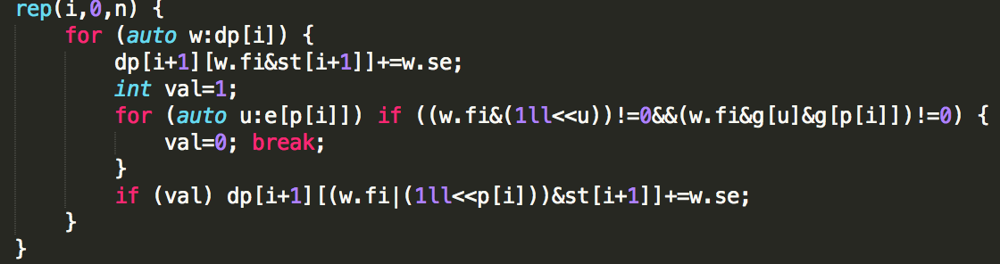 rep(i,0,n) {
for (auto w:dp[i]) {
dp[i+1][w.fi&st[i+1]]+=w.se;
int val=1;
for (auto u:e[p[i]]) if ((w.fi&(1ll<<u))!=0&&(w.fi&g[u]&g[p[i]])!=0) {
val=0; break;
}
if (val) dp[i+1][(w.fi|(1ll<<p[i]))&st[i+1]]+=w.se;
}
}